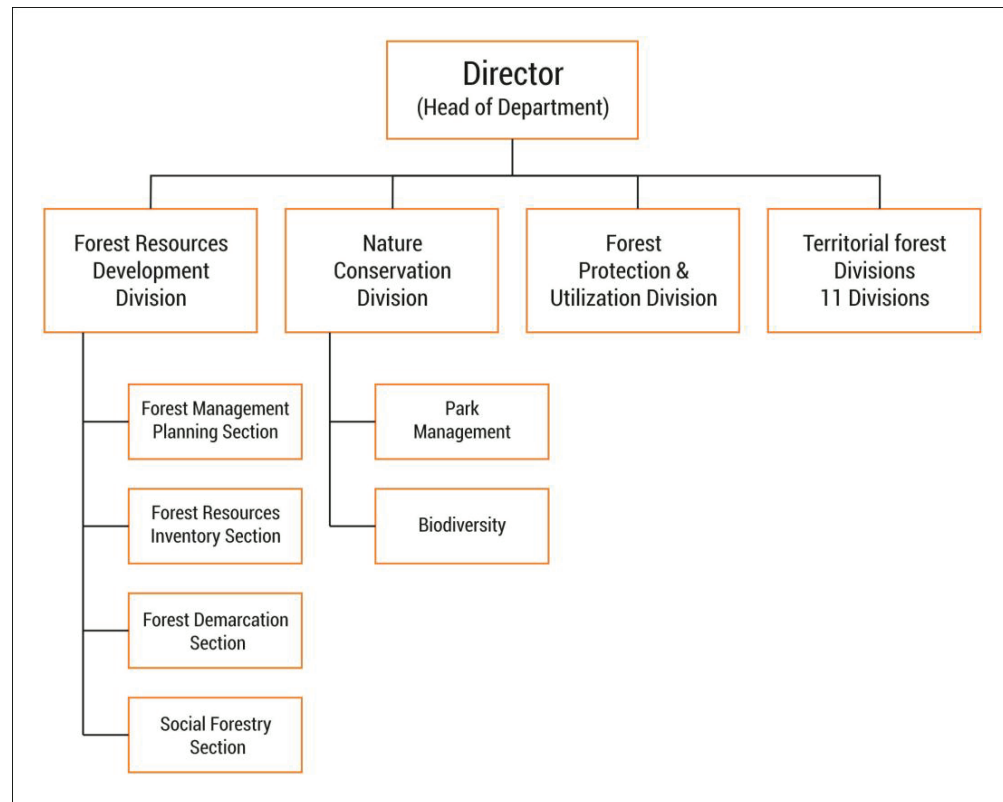 Director
(Head of Department)
Forest Resources
Development
Division
Nature
Conservation
Division
Forest
Protection &
Utilization Division
Territorial forest
Divisions
11 Divisions
Forest Management
Planning Section
Forest Resources
Inventory Section
Forest Demarcation
Section
Social Forestry
Section
Park
Management
Biodiversity